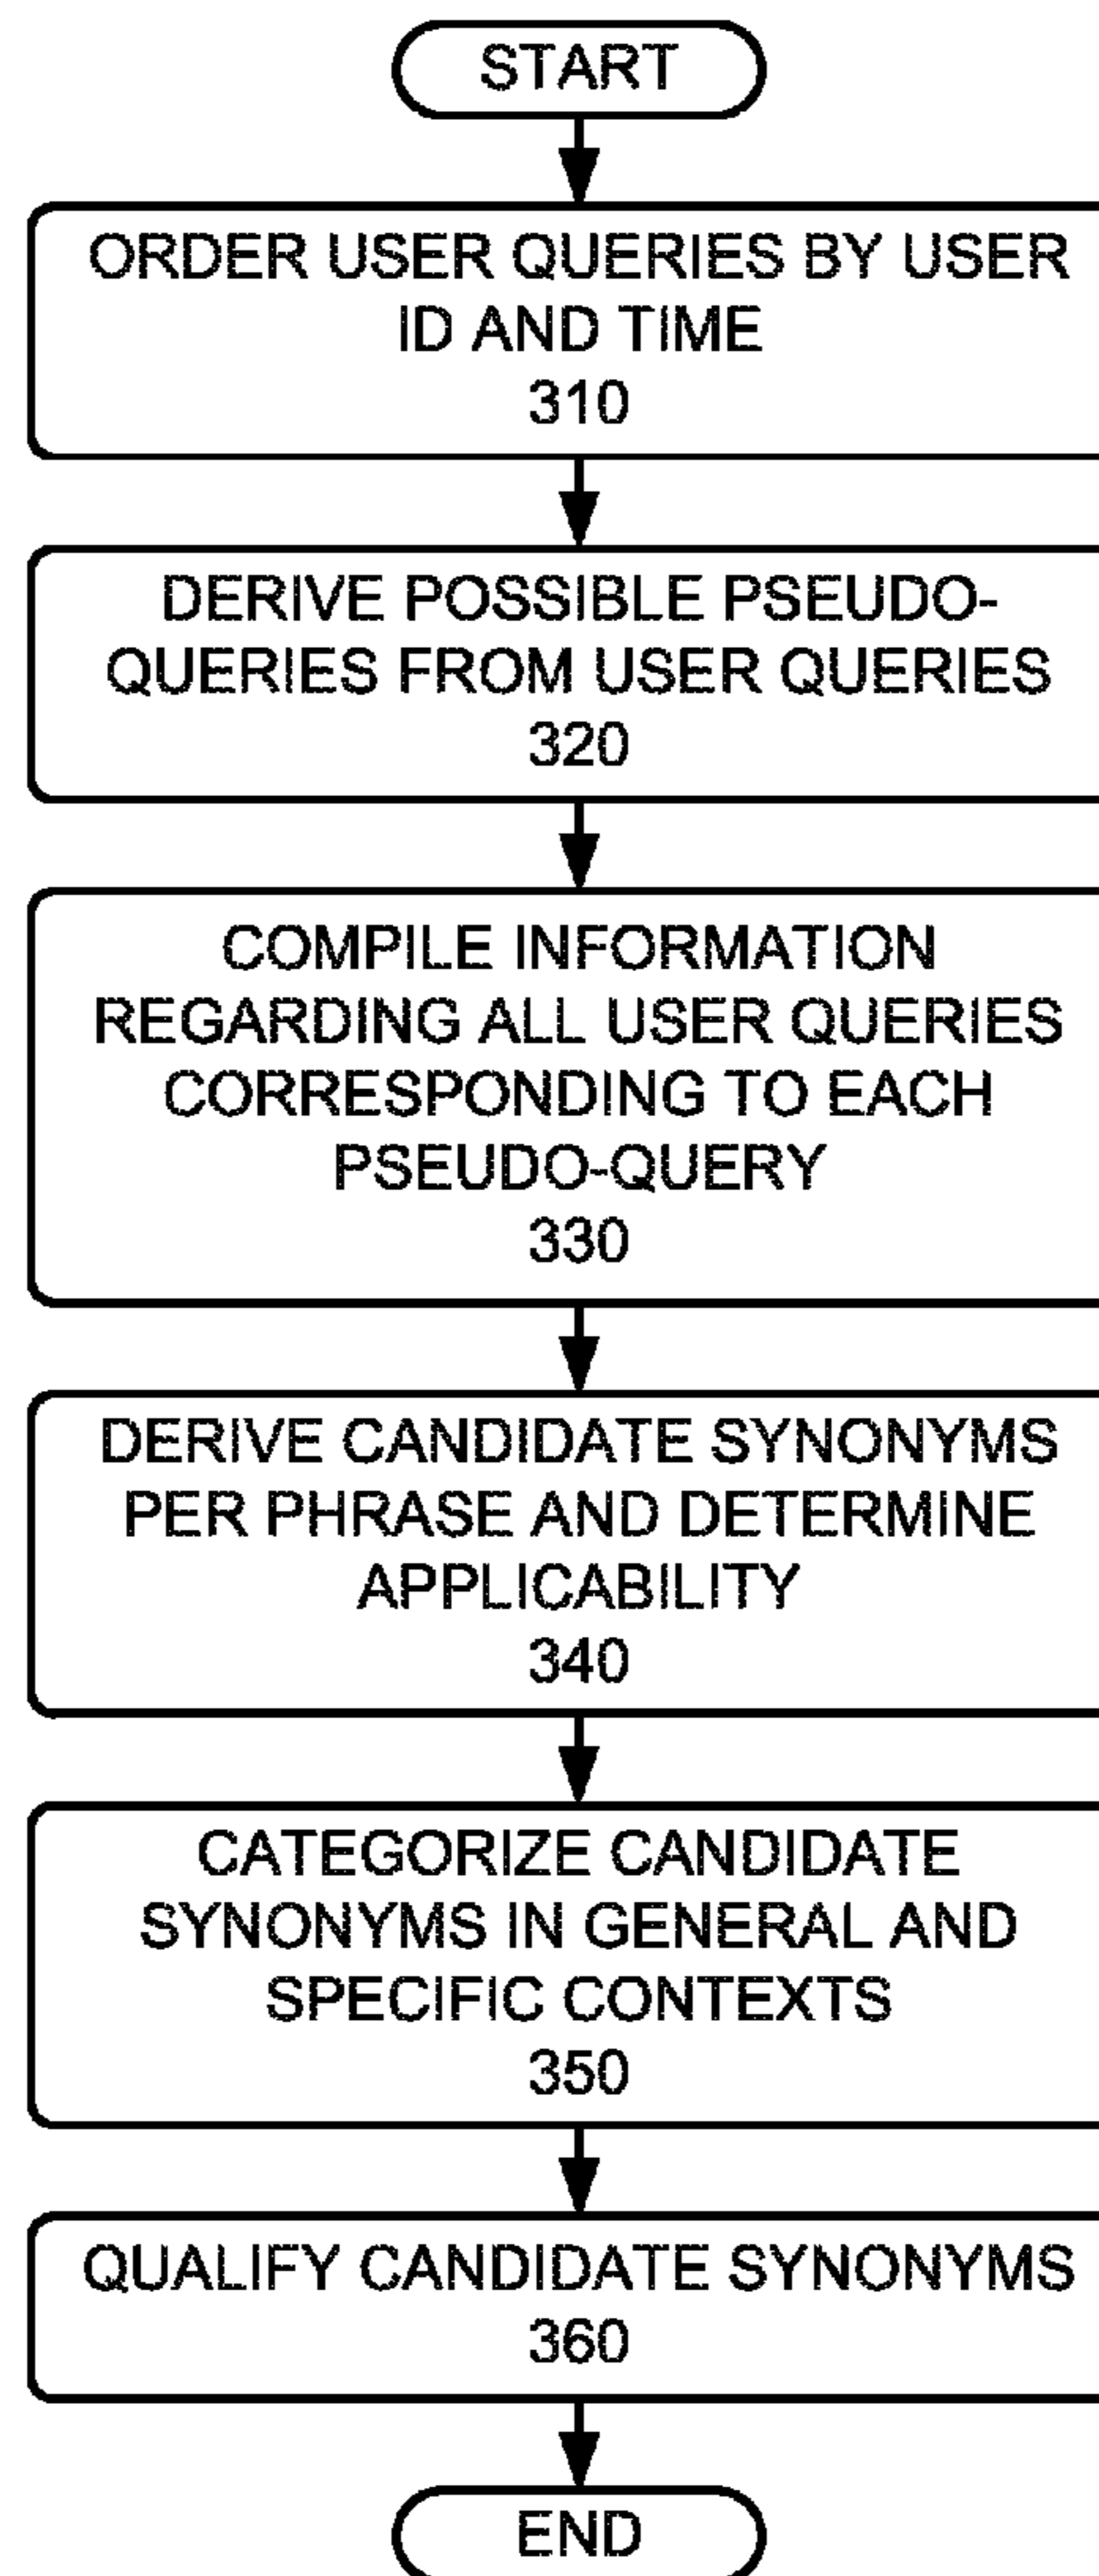 START
ORDER USER QUERIES BY USER
ID AND TIME
310
DERIVE POSSIBLE PSEUDO-
QUERIES FROM USER QUERIES
320
COMPILE INFORMATION
REGARDING ALL USER QUERIES
CORRESPONDING TO EACH
PSEUDO-QUERY
330
DERIVE CANDIDATE SYNONYMS
PER PHRASE AND DETERMINE
APPLICABILITY
340
CATEGORIZE CANDIDATE
SYNONYMS IN GENERAL AND
SPECIFIC CONTEXTS
350
QUALIFY CANDIDATE SYNONYMS
360
END